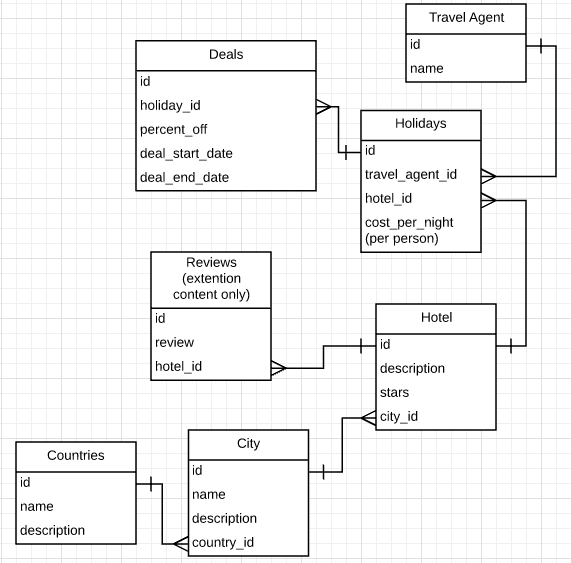 Travel Agent
id
name
Deals
id
holiday_id
percent_off
deal_start_date
deal_end_date
Holidays
id
travel_agent_id
hotel_id
cost_per_night
(per person)
Reviews
(extention
content only)
id
review
hotel_id
Hotel
id
description
stars
city_id
City
id
name
description
country_id
Countries
id
name
description